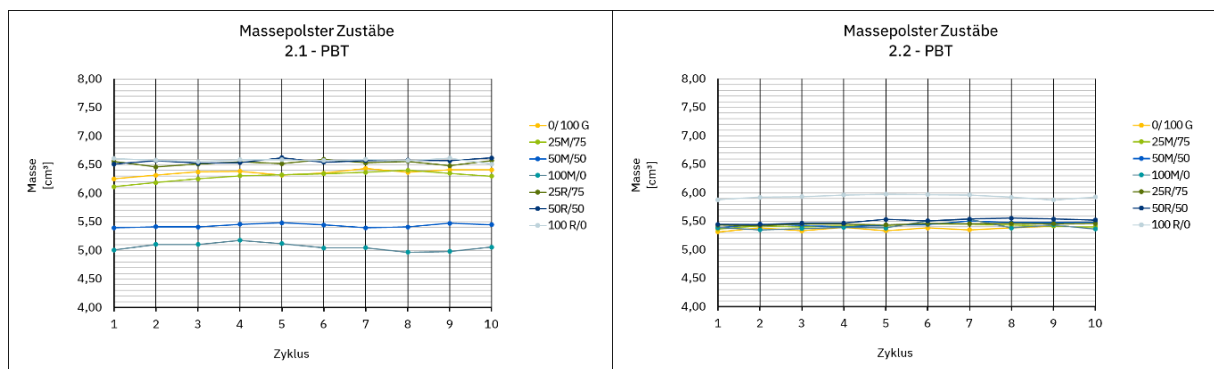 Massepolster Zustäbe
2.1 - PBT
8,00
7,50
7,00
6,50
6,00
5,50
5,00
4,50
4,00
Masse
[cm³]
1 2 3 4 5 6 7 8 9 10
Zyklus
0/100 G
25M/75
50M/50
100M/0
25R/75
50R/50
100 R/0
Massepolster Zustäbe
2.2 - PBT
8,00
7,50
7,00
6,50
6,00
5,50
5,00
4,50
4,00
Masse
[cm³]
1 2 3 4 5 6 7 8 9 10
Zyklus
0/100 G
25M/75
50M/50
100M/0
25R/75
50R/50
100 R/0